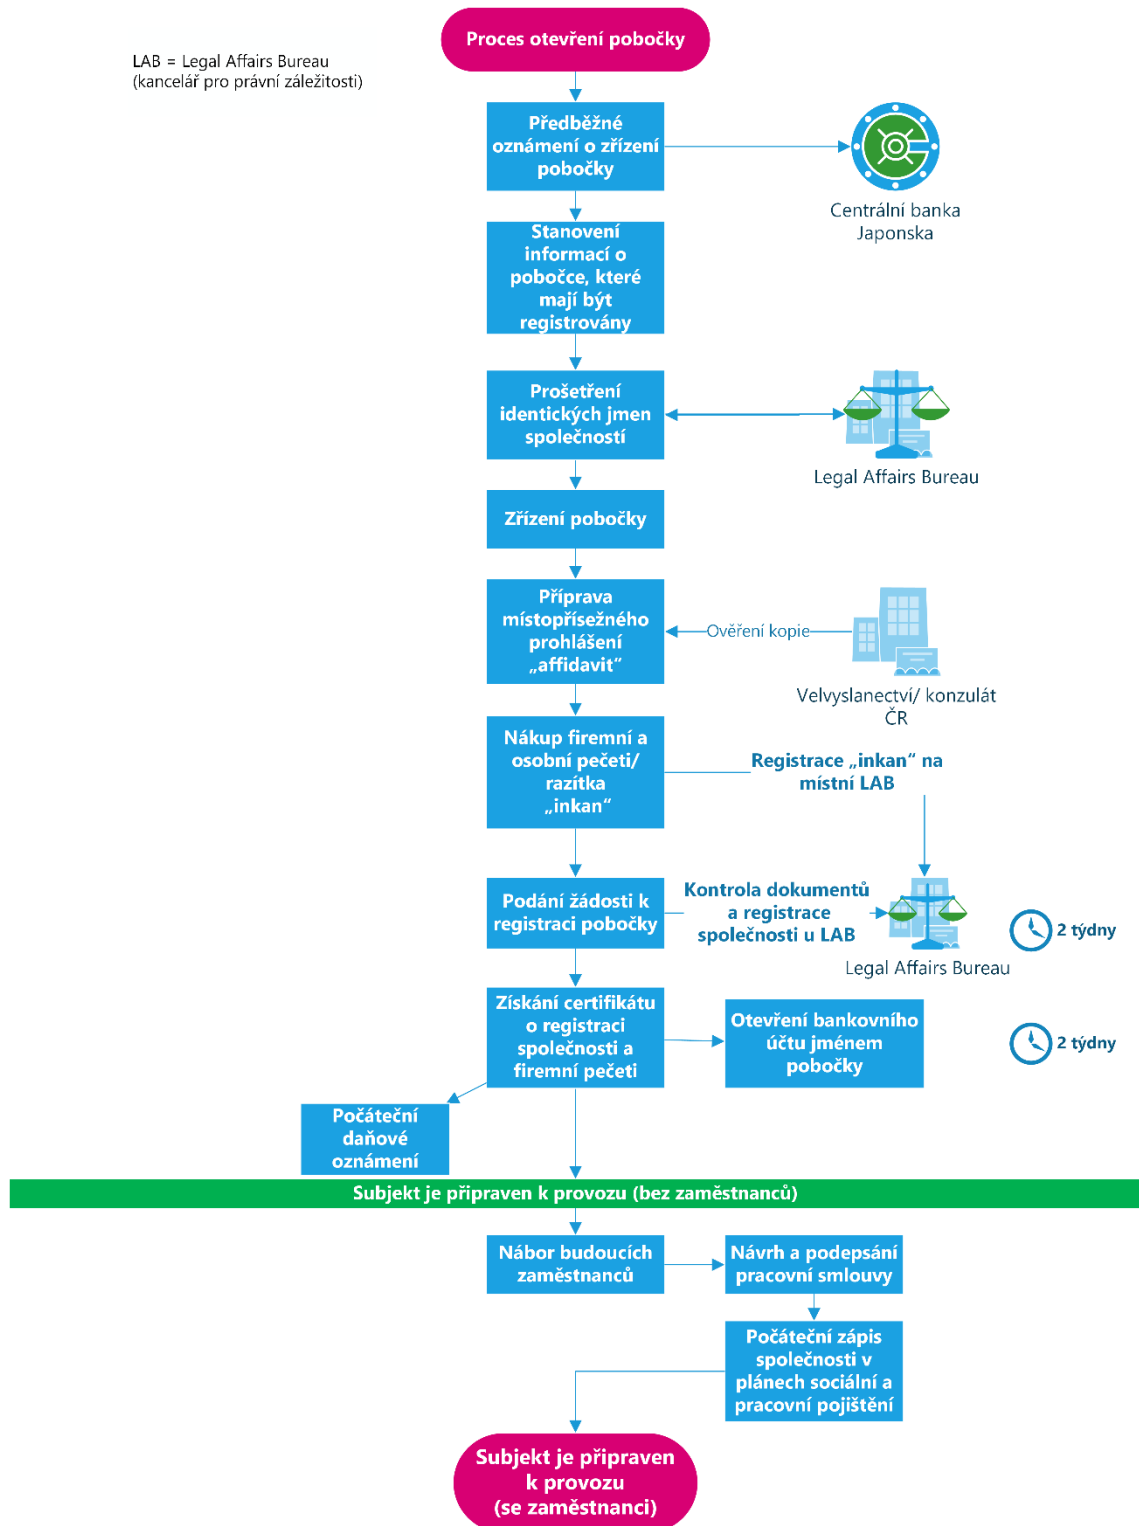 Proces otevření pobočky
LAB = Legal Affairs Bureau
(kancelář pro právní záležitosti)
Předběžné
oznámení o zřízení
pobočky
Centrální banka
Japonska
Stanovení
informací o
pobočce, které
mají být
registrovány
Prošetření
identických jmen
společností
Legal Affairs Bureau
Zřízení pobočky
Příprava
místopřísežného
prohlášení
„affidavit"
Ověření kopie
Velvyslanectví/ konzulát
ČR
Nákup firemní a
osobní pečeti/
razítka
„inkan“
Registrace „inkan“ na
místní LAB
Podání žádosti k
registraci pobočky
Kontrola dokumentů
a registrace
společnosti u LAB
Legal Affairs Bureau
2 týdny
Získání certifikátu
o registraci
společnosti a
firemní pečeti
Otevření bankovního
účtu jménem
pobočky
2 týdny
Počáteční
daňové
oznámení
Subjekt je připraven k provozu (bez zaměstnanců)
Nábor budoucích
zaměstnanců
Návrh a podepsání
pracovní smlouvy
Počáteční zápis
společnosti v
plánech sociální a
pracovní pojištění
Subjekt je připraven
k provozu
(se zaměstnanci)